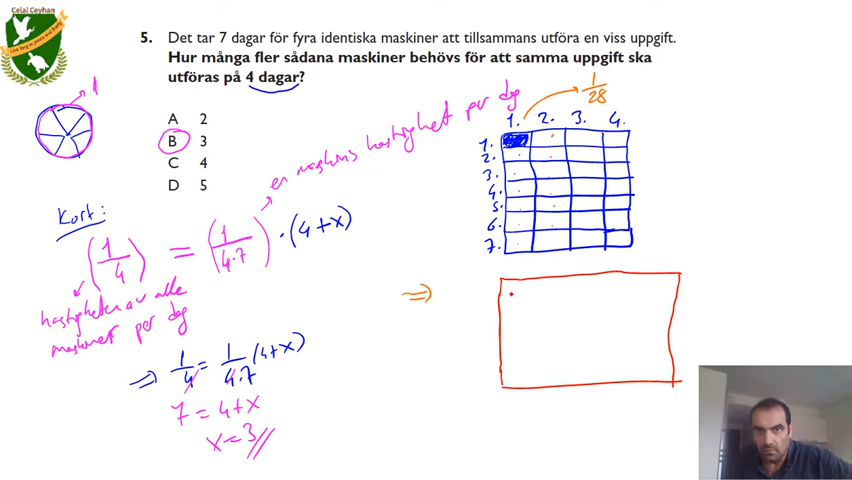 Celal Ceyhan
5. Det tar 7 dagar för fyra identiska maskiner att tillsammans utföra en viss uppgift.
Hur många fler sådana maskiner behövs för att samma uppgift ska
utföras på 4 dagar?
A 2
B 3
C 4
D 5
1
1/28
1. 2. 3. 4.
1.
2.
3.
4.
5.
6.
7.
en maskins hastighet per dag
Kort:
(1/4) = (1/4·7) · (4+x)
hastigheten av alla
maskiner per dag
⇒ 1/4 = 1/4·7 (4+x)
7 = 4+x
x=3//
⇒